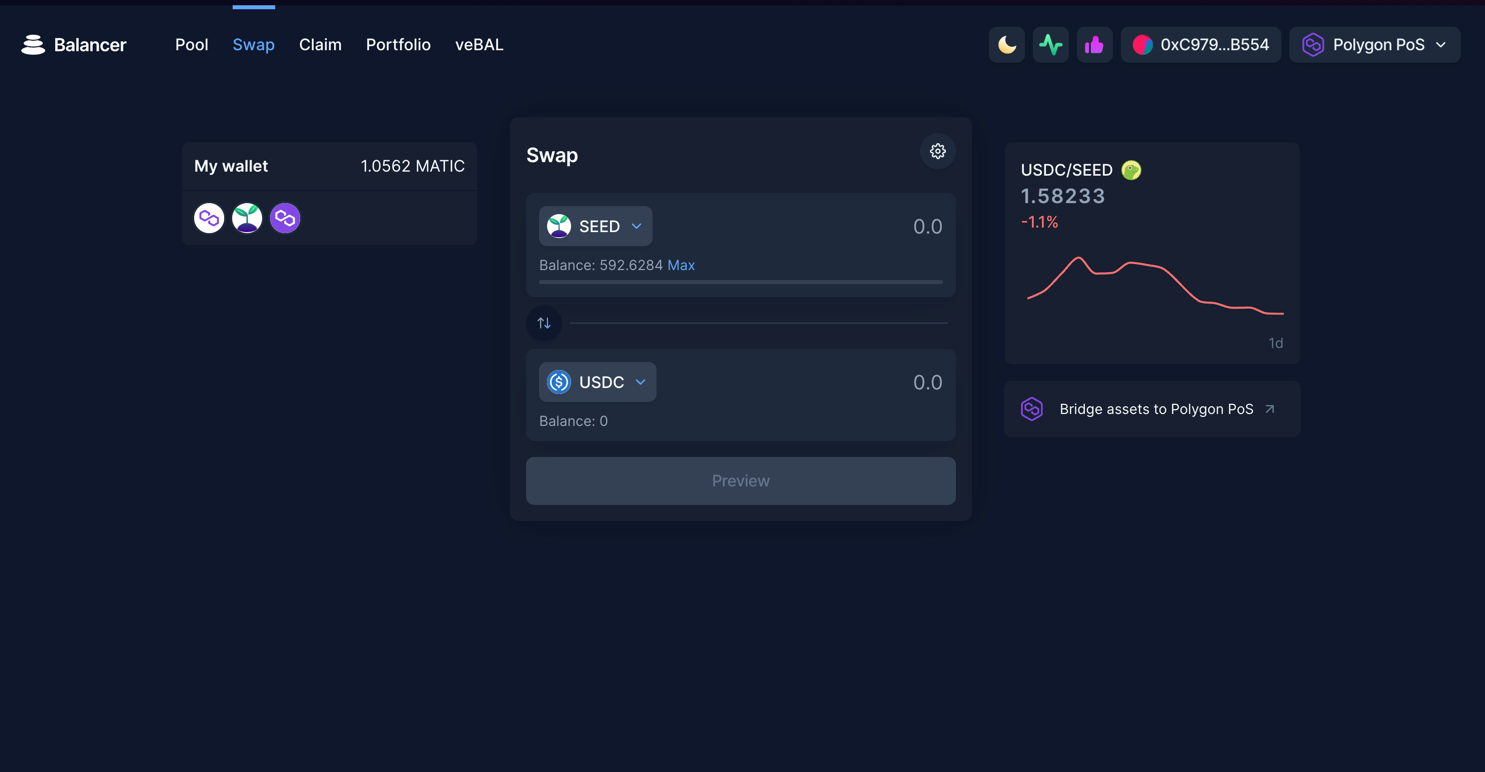 Balancer
Pool
Swap
Claim
Portfolio
veBAL
0xC979...B554
Polygon PoS
My wallet
1.0562 MATIC
Swap
SEED
0.0
Balance: 592.6284 Max
USDC
0.0
Balance: 0
Preview
USDC/SEED
1.58233
-1.1%
1d
Bridge assets to Polygon PoS